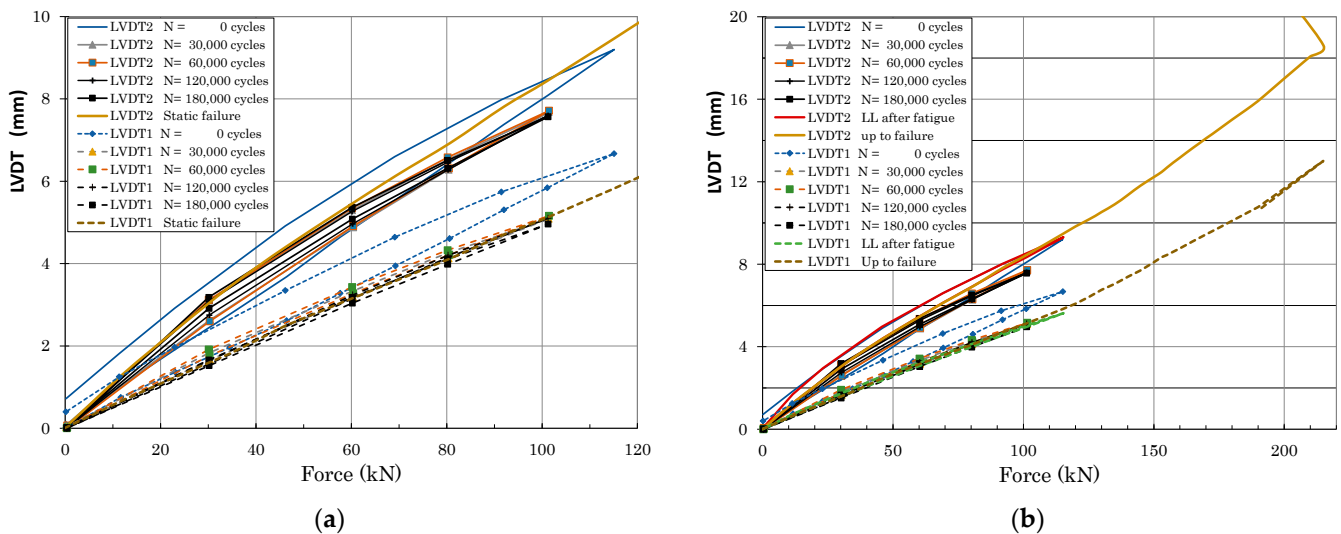 LVDT (mm)
10
8
6
4
2
0
LVDT2 N = 0 cycles
LVDT2 N= 30,000 cycles
LVDT2 N= 60,000 cycles
LVDT2 N= 120,000 cycles
LVDT2 N= 180,000 cycles
LVDT2 Static failure
LVDT1 N = 0 cycles
LVDT1 N= 30,000 cycles
LVDT1 N= 60,000 cycles
LVDT1 N= 120,000 cycles
LVDT1 N= 180,000 cycles
LVDT1 Static failure
0 20 40 60 80 100 120
Force (kN)
(a)
LVDT (mm)
20
16
12
8
4
0
LVDT2 N = 0 cycles
LVDT2 N= 30,000 cycles
LVDT2 N= 60,000 cycles
LVDT2 N= 120,000 cycles
LVDT2 N= 180,000 cycles
LVDT2 LL after fatigue
LVDT2 up to failure
LVDT1 N = 0 cycles
LVDT1 N= 30,000 cycles
LVDT1 N= 60,000 cycles
LVDT1 N= 120,000 cycles
LVDT1 N= 180,000 cycles
LVDT1 LL after fatigue
LVDT1 Up to failure
0 50 100 150 200
Force (kN)
(b)